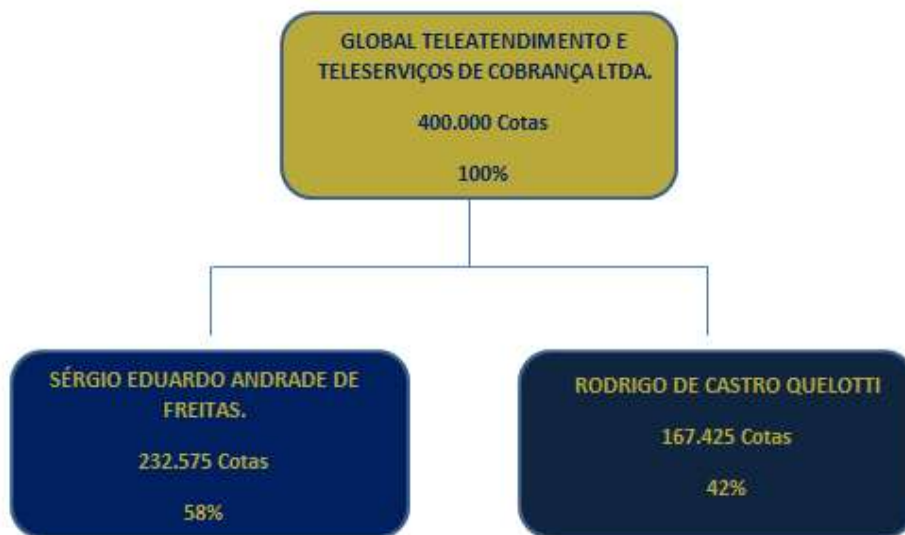 GLOBAL TELEATENDIMENTO E
TELESERVIÇOS DE COBRANÇA LTDA.
400.000 Cotas
100%
SÉRGIO EDUARDO ANDRADE DE
FREITAS.
232.575 Cotas
58%
RODRIGO DE CASTRO QUELOTTI
167.425 Cotas
42%